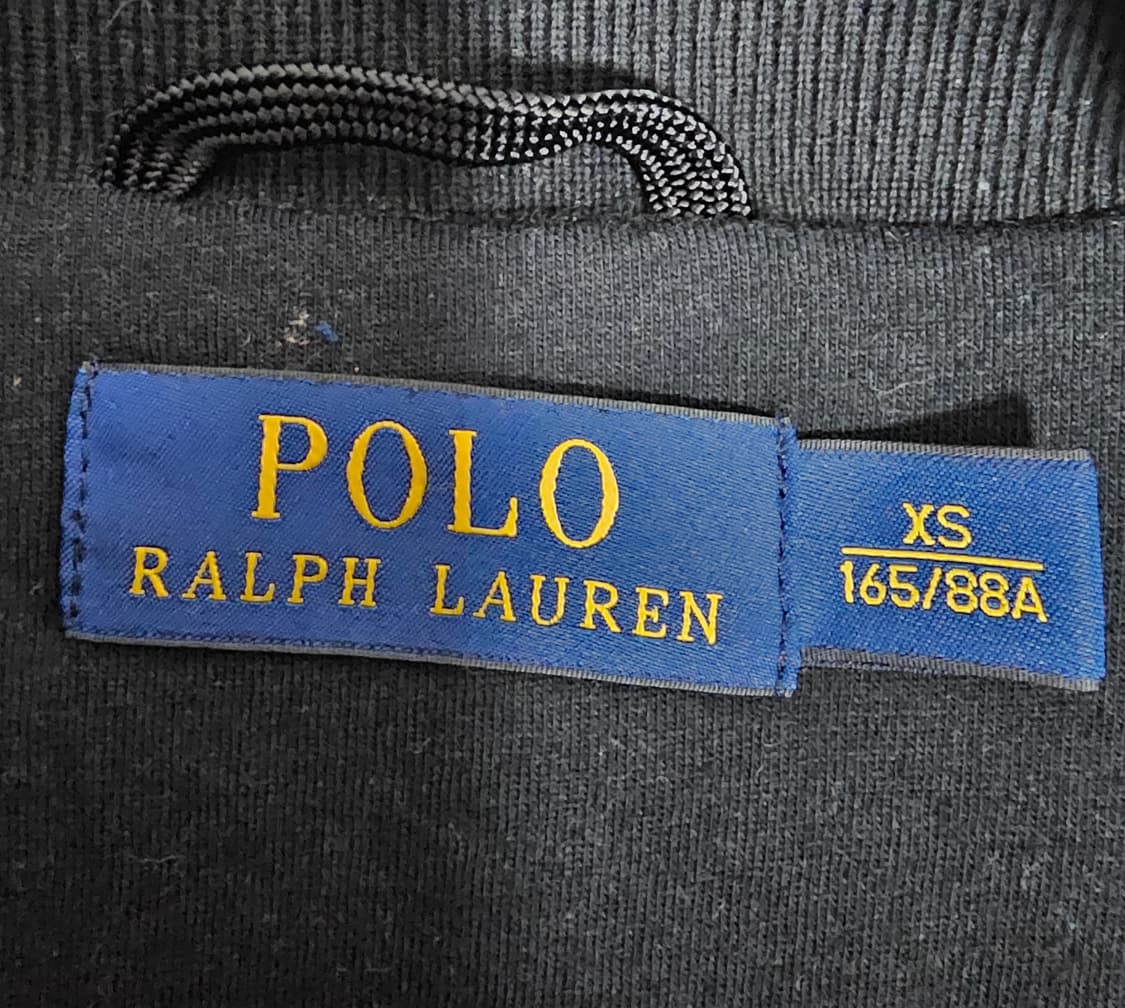 POLO
RALPH LAUREN
XS
165/88A